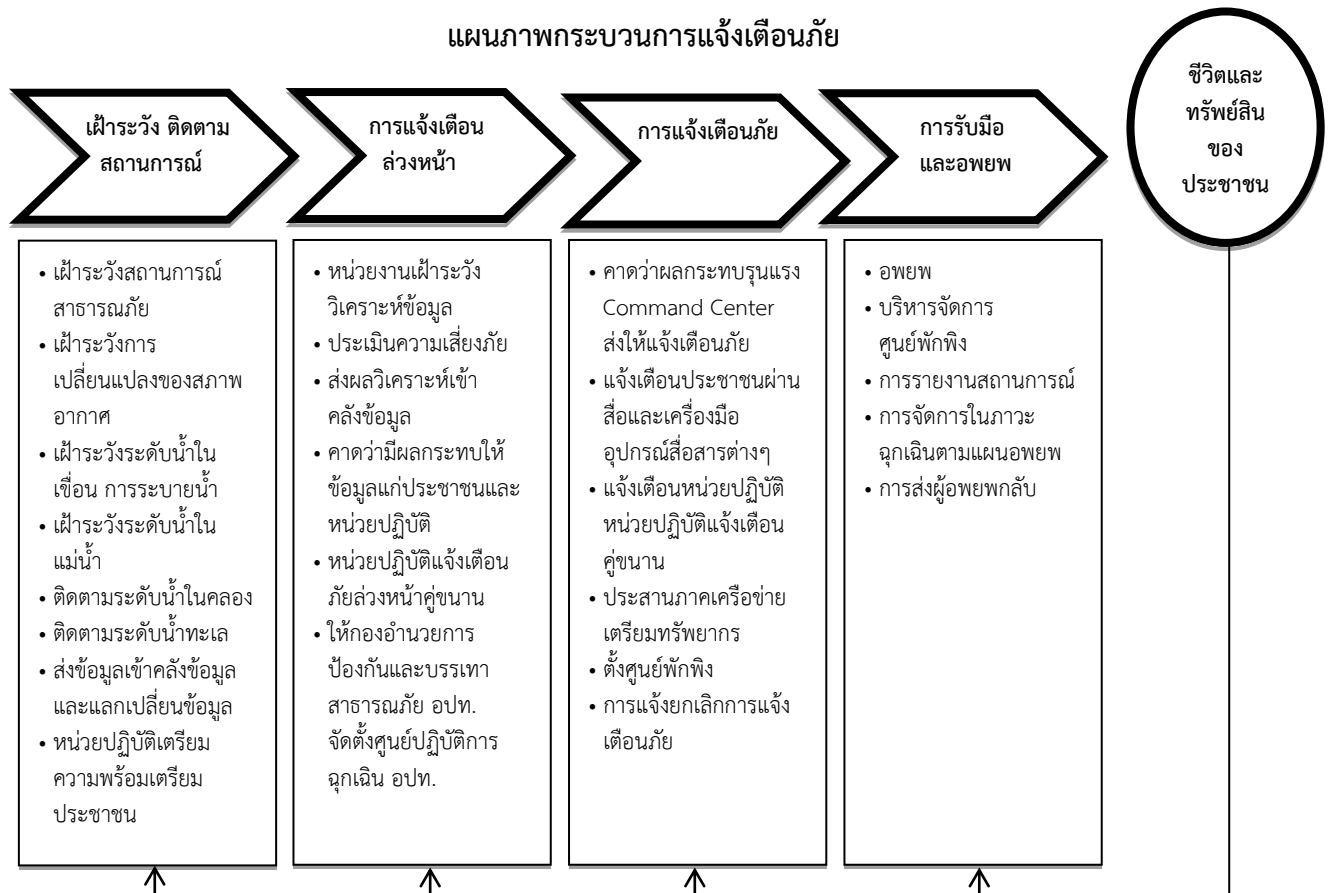 แผนภาพกระบวนการแจ้งเตือนภัย
เฝ้าระวัง ติดตาม
สถานการณ์
การแจ้งเตือน
ล่วงหน้า
การแจ้งเตือนภัย
การรับมือ
และอพยพ
ชีวิตและ
ทรัพย์สิน
ของ
ประชาชน
• เฝ้าระวังสถานการณ์
สาธารณภัย
• เฝ้าระวังการ
เปลี่ยนแปลงของสภาพ
อากาศ
• เฝ้าระวังระดับน้ำใน
เขื่อน การระบายน้ำ
• เฝ้าระวังระดับน้ำใน
แม่น้ำ
• ติดตามระดับน้ำในคลอง
• ติดตามระดับน้ำทะเล
• ส่งข้อมูลเข้าคลังข้อมูล
และแลกเปลี่ยนข้อมูล
• หน่วยปฏิบัติเตรียม
ความพร้อมเตรียม
ประชาชน
• หน่วยงานเฝ้าระวัง
วิเคราะห์ข้อมูล
• ประเมินความเสี่ยงภัย
• ส่งผลวิเคราะห์เข้า
คลังข้อมูล
• คาดว่ามีผลกระทบให้
ข้อมูลแก่ประชาชนและ
หน่วยปฏิบัติ
• หน่วยปฏิบัติแจ้งเตือน
ภัยล่วงหน้าคู่ขนาน
• ให้กองอำนวยการ
ป้องกันและบรรเทา
สาธารณภัย อปท.
จัดตั้งศูนย์ปฏิบัติการ
ฉุกเฉิน อปท.
• คาดว่าผลกระทบรุนแรง
Command Center
ส่งให้แจ้งเตือนภัย
• แจ้งเตือนประชาชนผ่าน
สื่อและเครื่องมือ
อุปกรณ์สื่อสารต่างๆ
• แจ้งเตือนหน่วยปฏิบัติ
หน่วยปฏิบัติแจ้งเตือน
คู่ขนาน
• ประสานภาคเครือข่าย
เตรียมทรัพยากร
• ตั้งศูนย์พักพิง
• การแจ้งยกเลิกการแจ้ง
เตือนภัย
• อพยพ
• บริหารจัดการ
ศูนย์พักพิง
• การรายงานสถานการณ์
• การจัดการในภาวะ
ฉุกเฉินตามแผนอพยพ
• การส่งผู้อพยพกลับ